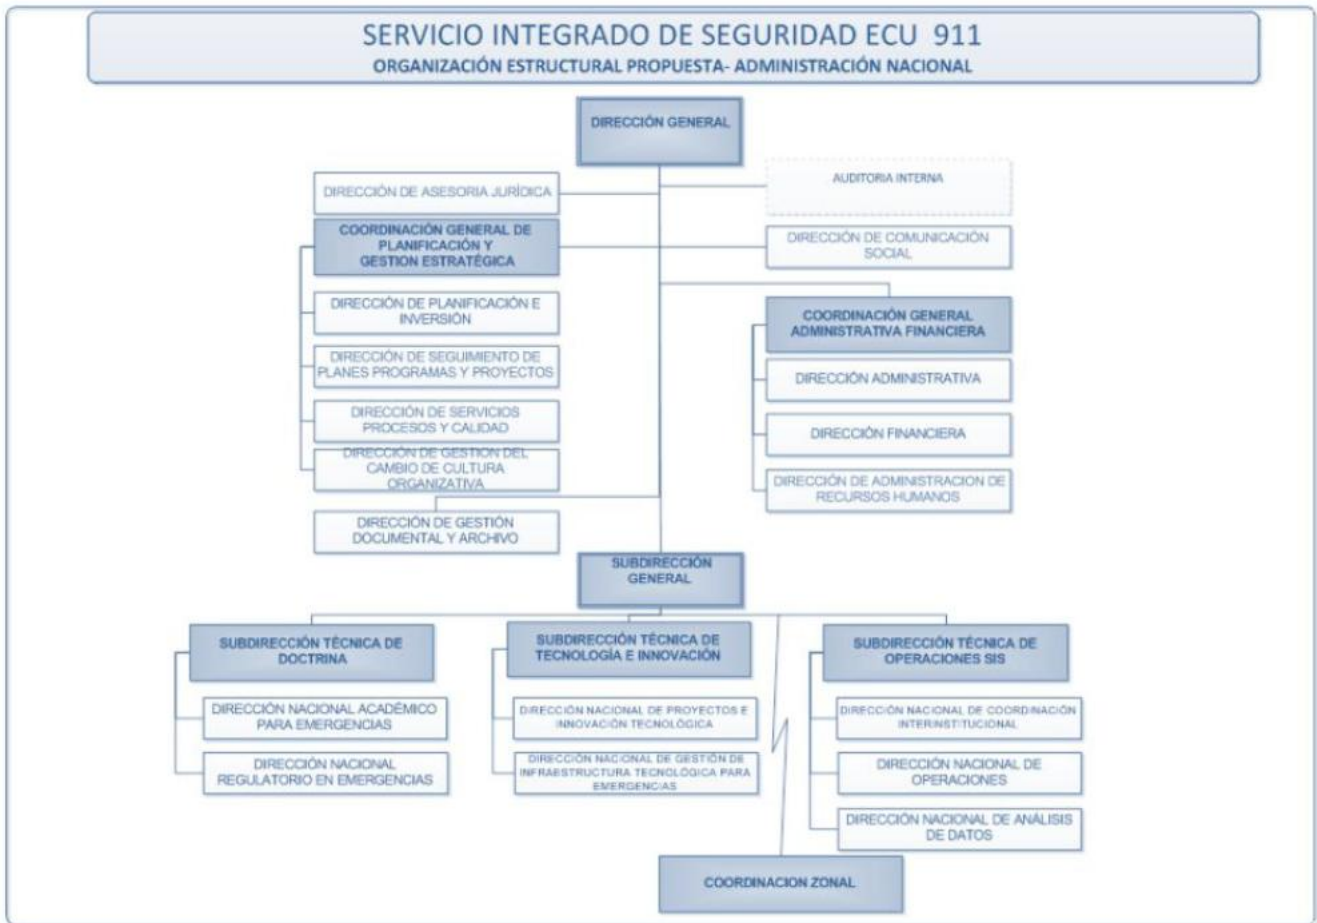 SERVICIO INTEGRADO DE SEGURIDAD ECU 911
ORGANIZACIÓN ESTRUCTURAL PROPUESTA- ADMINISTRACIÓN NACIONAL
DIRECCIÓN GENERAL
DIRECCIÓN DE ASESORIA JURÍDICA
AUDITORIA INTERNA
COORDINACIÓN GENERAL DE
PLANIFICACIÓN Y
GESTION ESTRATÉGICA
DIRECCIÓN DE COMUNICACIÓN
SOCIAL
DIRECCIÓN DE PLANIFICACIÓN E
INVERSIÓN
DIRECCIÓN DE SEGUIMIENTO DE
PLANES PROGRAMAS Y PROYECTOS
DIRECCIÓN DE SERVICIOS
PROCESOS Y CALIDAD
DIRECCIÓN DE GESTION DEL
CAMBIO DE CULTURA
ORGANIZATIVA
COORDINACIÓN GENERAL
ADMINISTRATIVA FINANCIERA
DIRECCIÓN ADMINISTRATIVA
DIRECCIÓN FINANCIERA
DIRECCIÓN DE ADMINISTRACION DE
RECURSOS HUMANOS
DIRECCIÓN DE GESTIÓN
DOCUMENTAL Y ARCHIVO
SUBDIRECCIÓN
GENERAL
SUBDIRECCIÓN TÉCNICA DE
DOCTRINA
DIRECCIÓN NACIONAL ACADÉMICO
PARA EMERGENCIAS
DIRECCIÓN NACIONAL
REGULATORIO EN EMERGENCIAS
SUBDIRECCIÓN TÉCNICA DE
TECNOLOGÍA E INNOVACIÓN
DIRECCIÓN NACIONAL DE PROYECTOS E
INNOVACIÓN TECNOLÓGICA
DIRECCIÓN NACIONAL DE GESTIÓN DE
INFRAESTRUCTURA TECNOLÓGICA PARA
EMERGENCIAS
SUBDIRECCIÓN TÉCNICA DE
OPERACIONES SIS
DIRECCIÓN NACIONAL DE COORDINACIÓN
INTERINSTITUCIONAL
DIRECCIÓN NACIONAL DE
OPERACIONES
DIRECCIÓN NACIONAL DE ANÁLISIS
DE DATOS
COORDINACION ZONAL